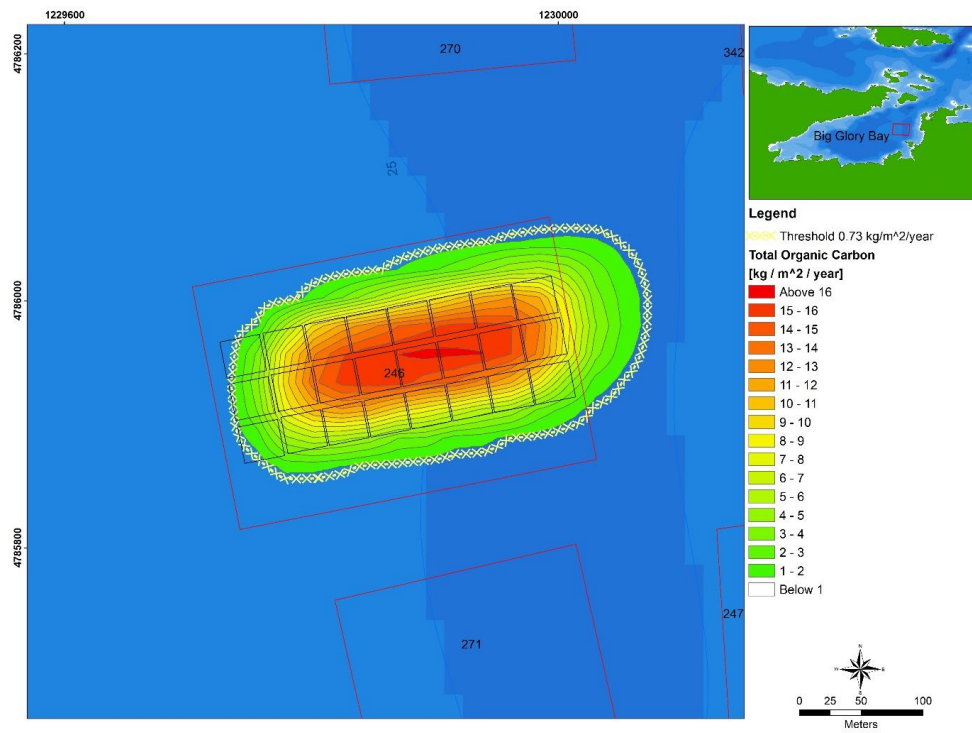 1229600
1230000
4786200
4786000
4785800
270
342
25
246
271
247
Big Glory Bay
Legend
Threshold 0.73 kg/m^2/year
Total Organic Carbon
[kg / m^2 / year]
Above 16
15 - 16
14 - 15
13 - 14
12 - 13
11 - 12
10 - 11
9 - 10
8 - 9
7 - 8
6 - 7
5 - 6
4 - 5
3 - 4
2 - 3
1 - 2
Below 1
N
W
E
S
0 25 50 100
Meters